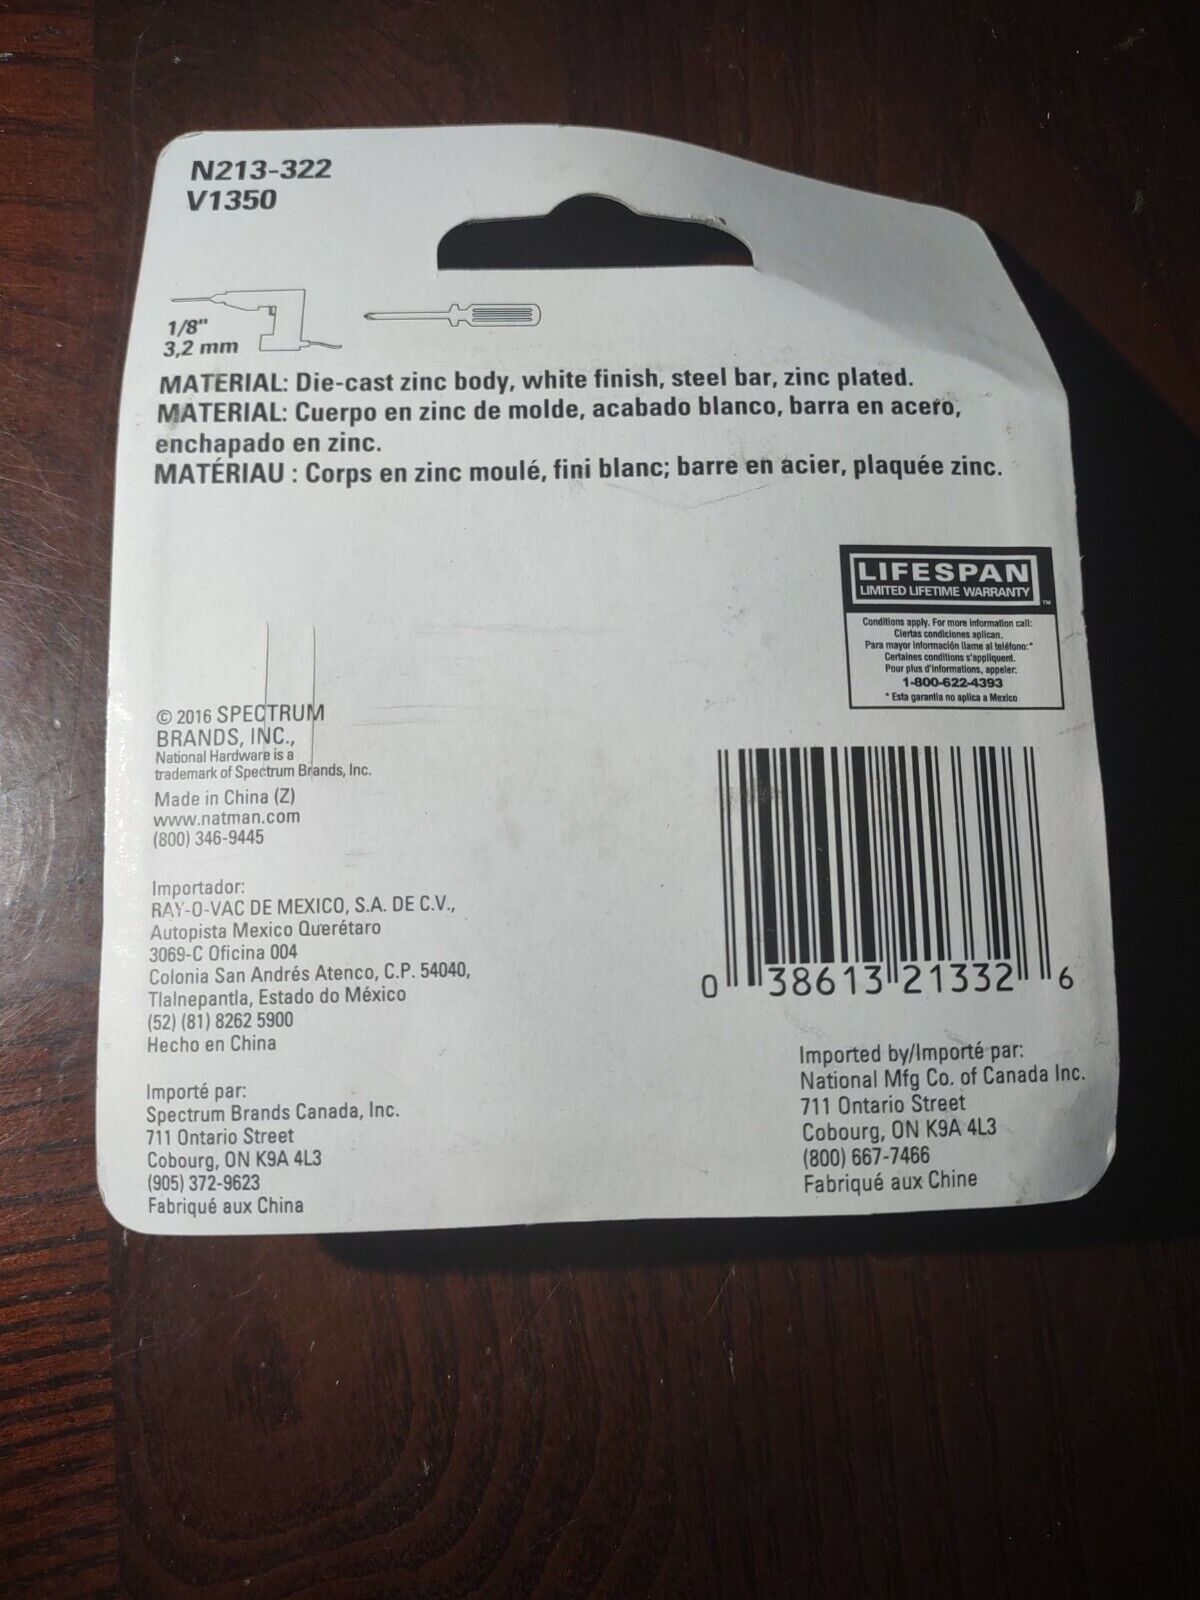 N213-322
V1350
1/8"
3,2 mm
MATERIAL: Die-cast zinc body, white finish, steel bar, zinc plated.
MATERIAL: Cuerpo en zinc de molde, acabado blanco, barra en acero,
enchapado en zinc.
MATÉRIAU : Corps en zinc moulé, fini blanc; barre en acier, plaquée zinc.
LIFESPAN
LIMITED LIFETIME WARRANTY
TM
Conditions apply. For more information call:
Ciertas condiciones aplican.
Para mayor información llame al teléfono:*
Certaines conditions s'appliquent.
Pour plus d'informations, appeler:
1-800-622-4393
* Esta garantía no aplica a Mexico
© 2016 SPECTRUM
BRANDS, INC.,
National Hardware is a
trademark of Spectrum Brands, Inc.
Made in China (Z)
www.natman.com
(800) 346-9445
Importador:
RAY-O-VAC DE MEXICO, S.A. DE C.V.,
Autopista Mexico Querétaro
3069-C Oficina 004
Colonia San Andrés Atenco, C.P. 54040,
Tlalnepantla, Estado do México
(52) (81) 8262 5900
Hecho en China
Importé par:
Spectrum Brands Canada, Inc.
711 Ontario Street
Cobourg, ON K9A 4L3
(905) 372-9623
Fabriqué aux China
0 38613 21332 6
Imported by/Importé par:
National Mfg Co. of Canada Inc.
711 Ontario Street
Cobourg, ON K9A 4L3
(800) 667-7466
Fabriqué aux Chine